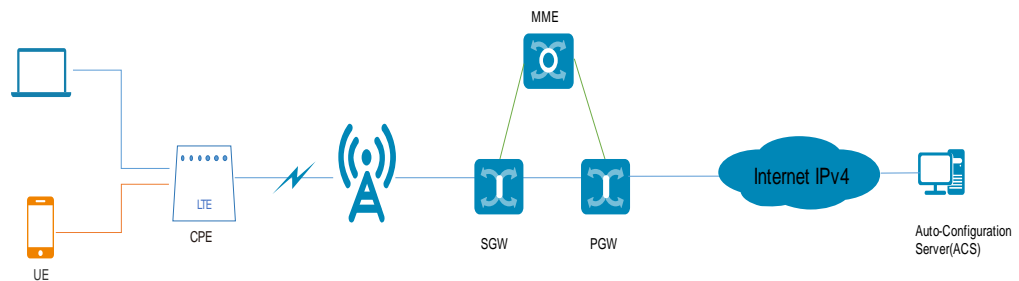 MME
LTE
Internet IPv4
CPE
SGW
PGW
Auto-Configuration
Server(ACS)
UE